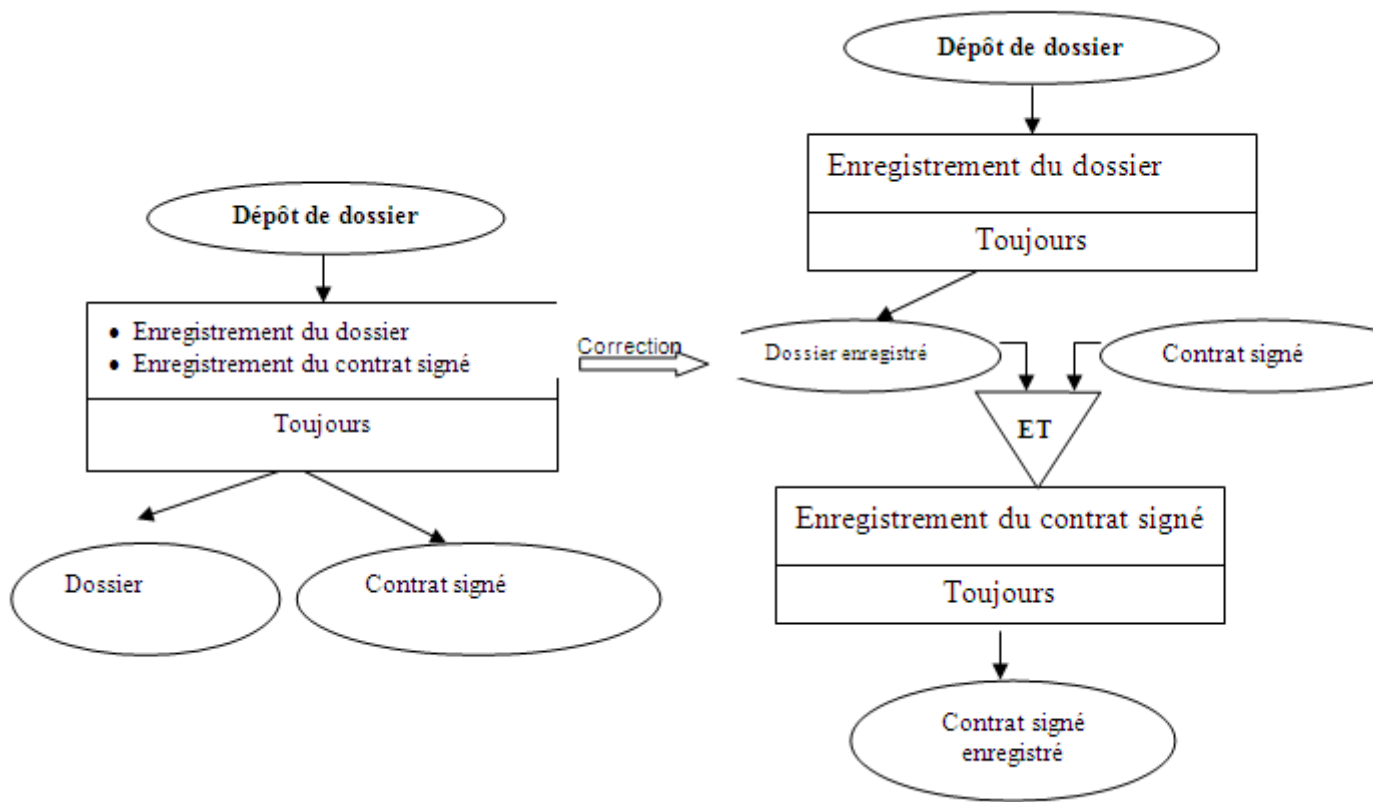 Dépôt de dossier
• Enregistrement du dossier
• Enregistrement du contrat signé
Toujours
Dossier
Contrat signé
Correction
Dépôt de dossier
Enregistrement du dossier
Toujours
Dossier enregistré
Contrat signé
ET
Enregistrement du contrat signé
Toujours
Contrat signé
enregistré